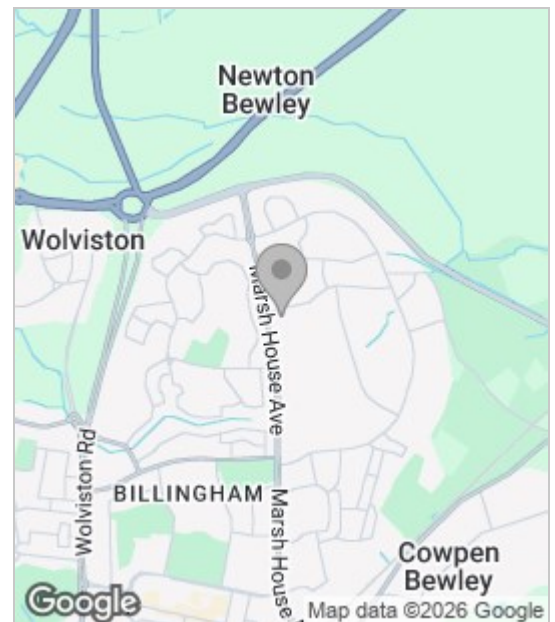 Newton
Bewley
Wolviston
Marsh House Ave
Wolviston Rd
BILLINGHAM
Marsh House
Cowpen
Bewley
Google
Map data ©2026 Google